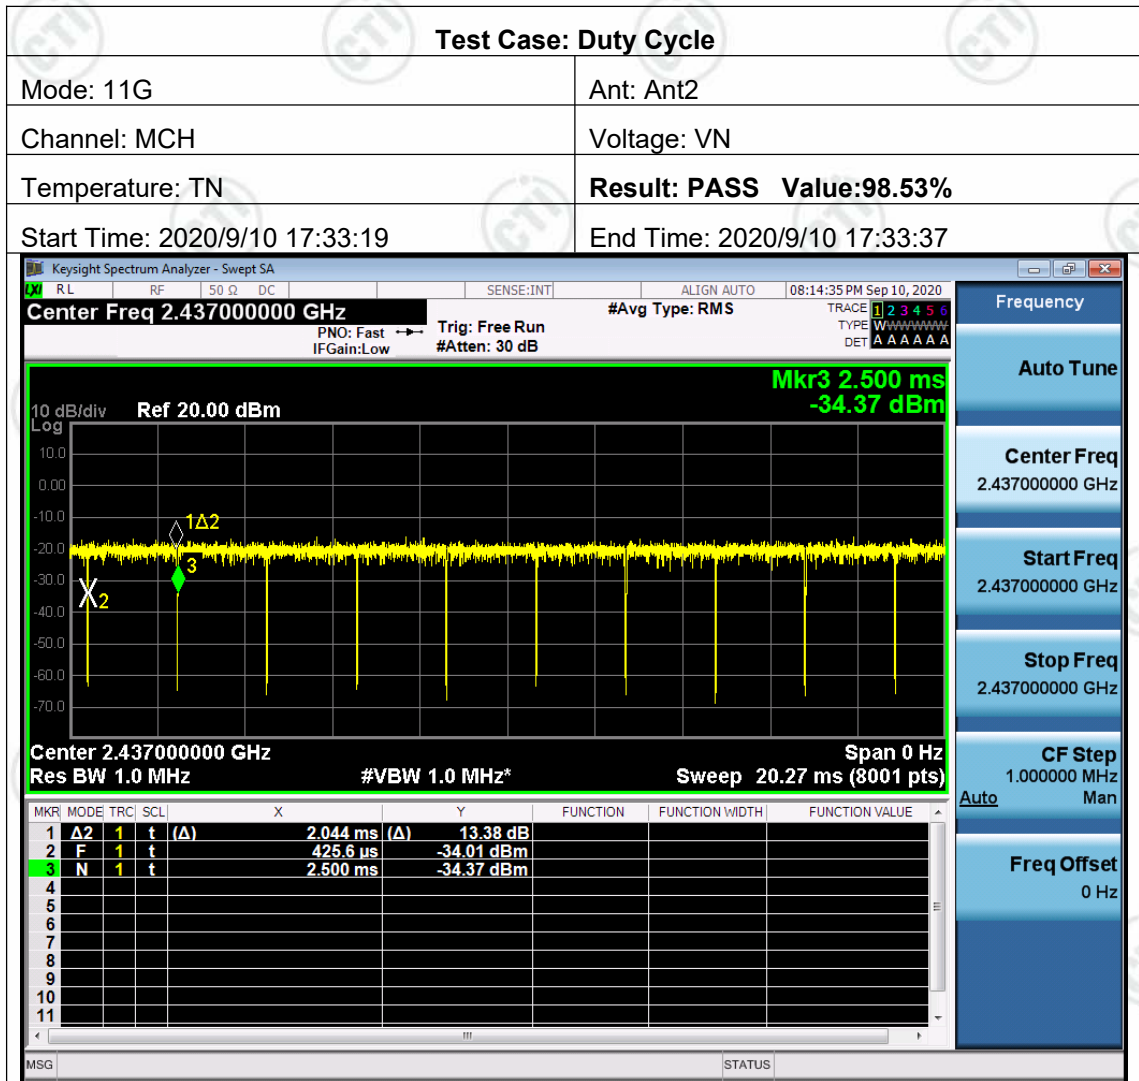 Test Case: Duty Cycle
Mode: 11G
Ant: Ant2
Channel: MCH
Voltage: VN
Temperature: TN
Result: PASS Value:98.53%
Start Time: 2020/9/10 17:33:19
End Time: 2020/9/10 17:33:37
Keysight Spectrum Analyzer - Swept SA
LXI RL RF 50 Ω DC SENSE:INT ALIGN AUTO 08:14:35 PM Sep 10, 2020
Center Freq 2.437000000 GHz
PNO: Fast
IFGain:Low
Trig: Free Run
#Atten: 30 dB
#Avg Type: RMS
TRACE 1 2 3 4 5 6
TYPE WWWWWW
DET A A A A A A
Mkr3 2.500 ms
-34.37 dBm
10 dB/div Ref 20.00 dBm
Log
10.0
0.00
-10.0
-20.0
-30.0
-40.0
-50.0
-60.0
-70.0
1Δ2
3
2
Center 2.437000000 GHz Span 0 Hz
Res BW 1.0 MHz #VBW 1.0 MHz* Sweep 20.27 ms (8001 pts)
MKR MODE TRC SCL X Y FUNCTION FUNCTION WIDTH FUNCTION VALUE
1 Δ2 1 t (Δ) 2.044 ms (Δ) 13.38 dB
2 F 1 t 425.6 µs -34.01 dBm
3 N 1 t 2.500 ms -34.37 dBm
4
5
6
7
8
9
10
11
MSG STATUS
Frequency
Auto Tune
Center Freq
2.437000000 GHz
Start Freq
2.437000000 GHz
Stop Freq
2.437000000 GHz
CF Step
1.000000 MHz
Auto Man
Freq Offset
0 Hz
CTI